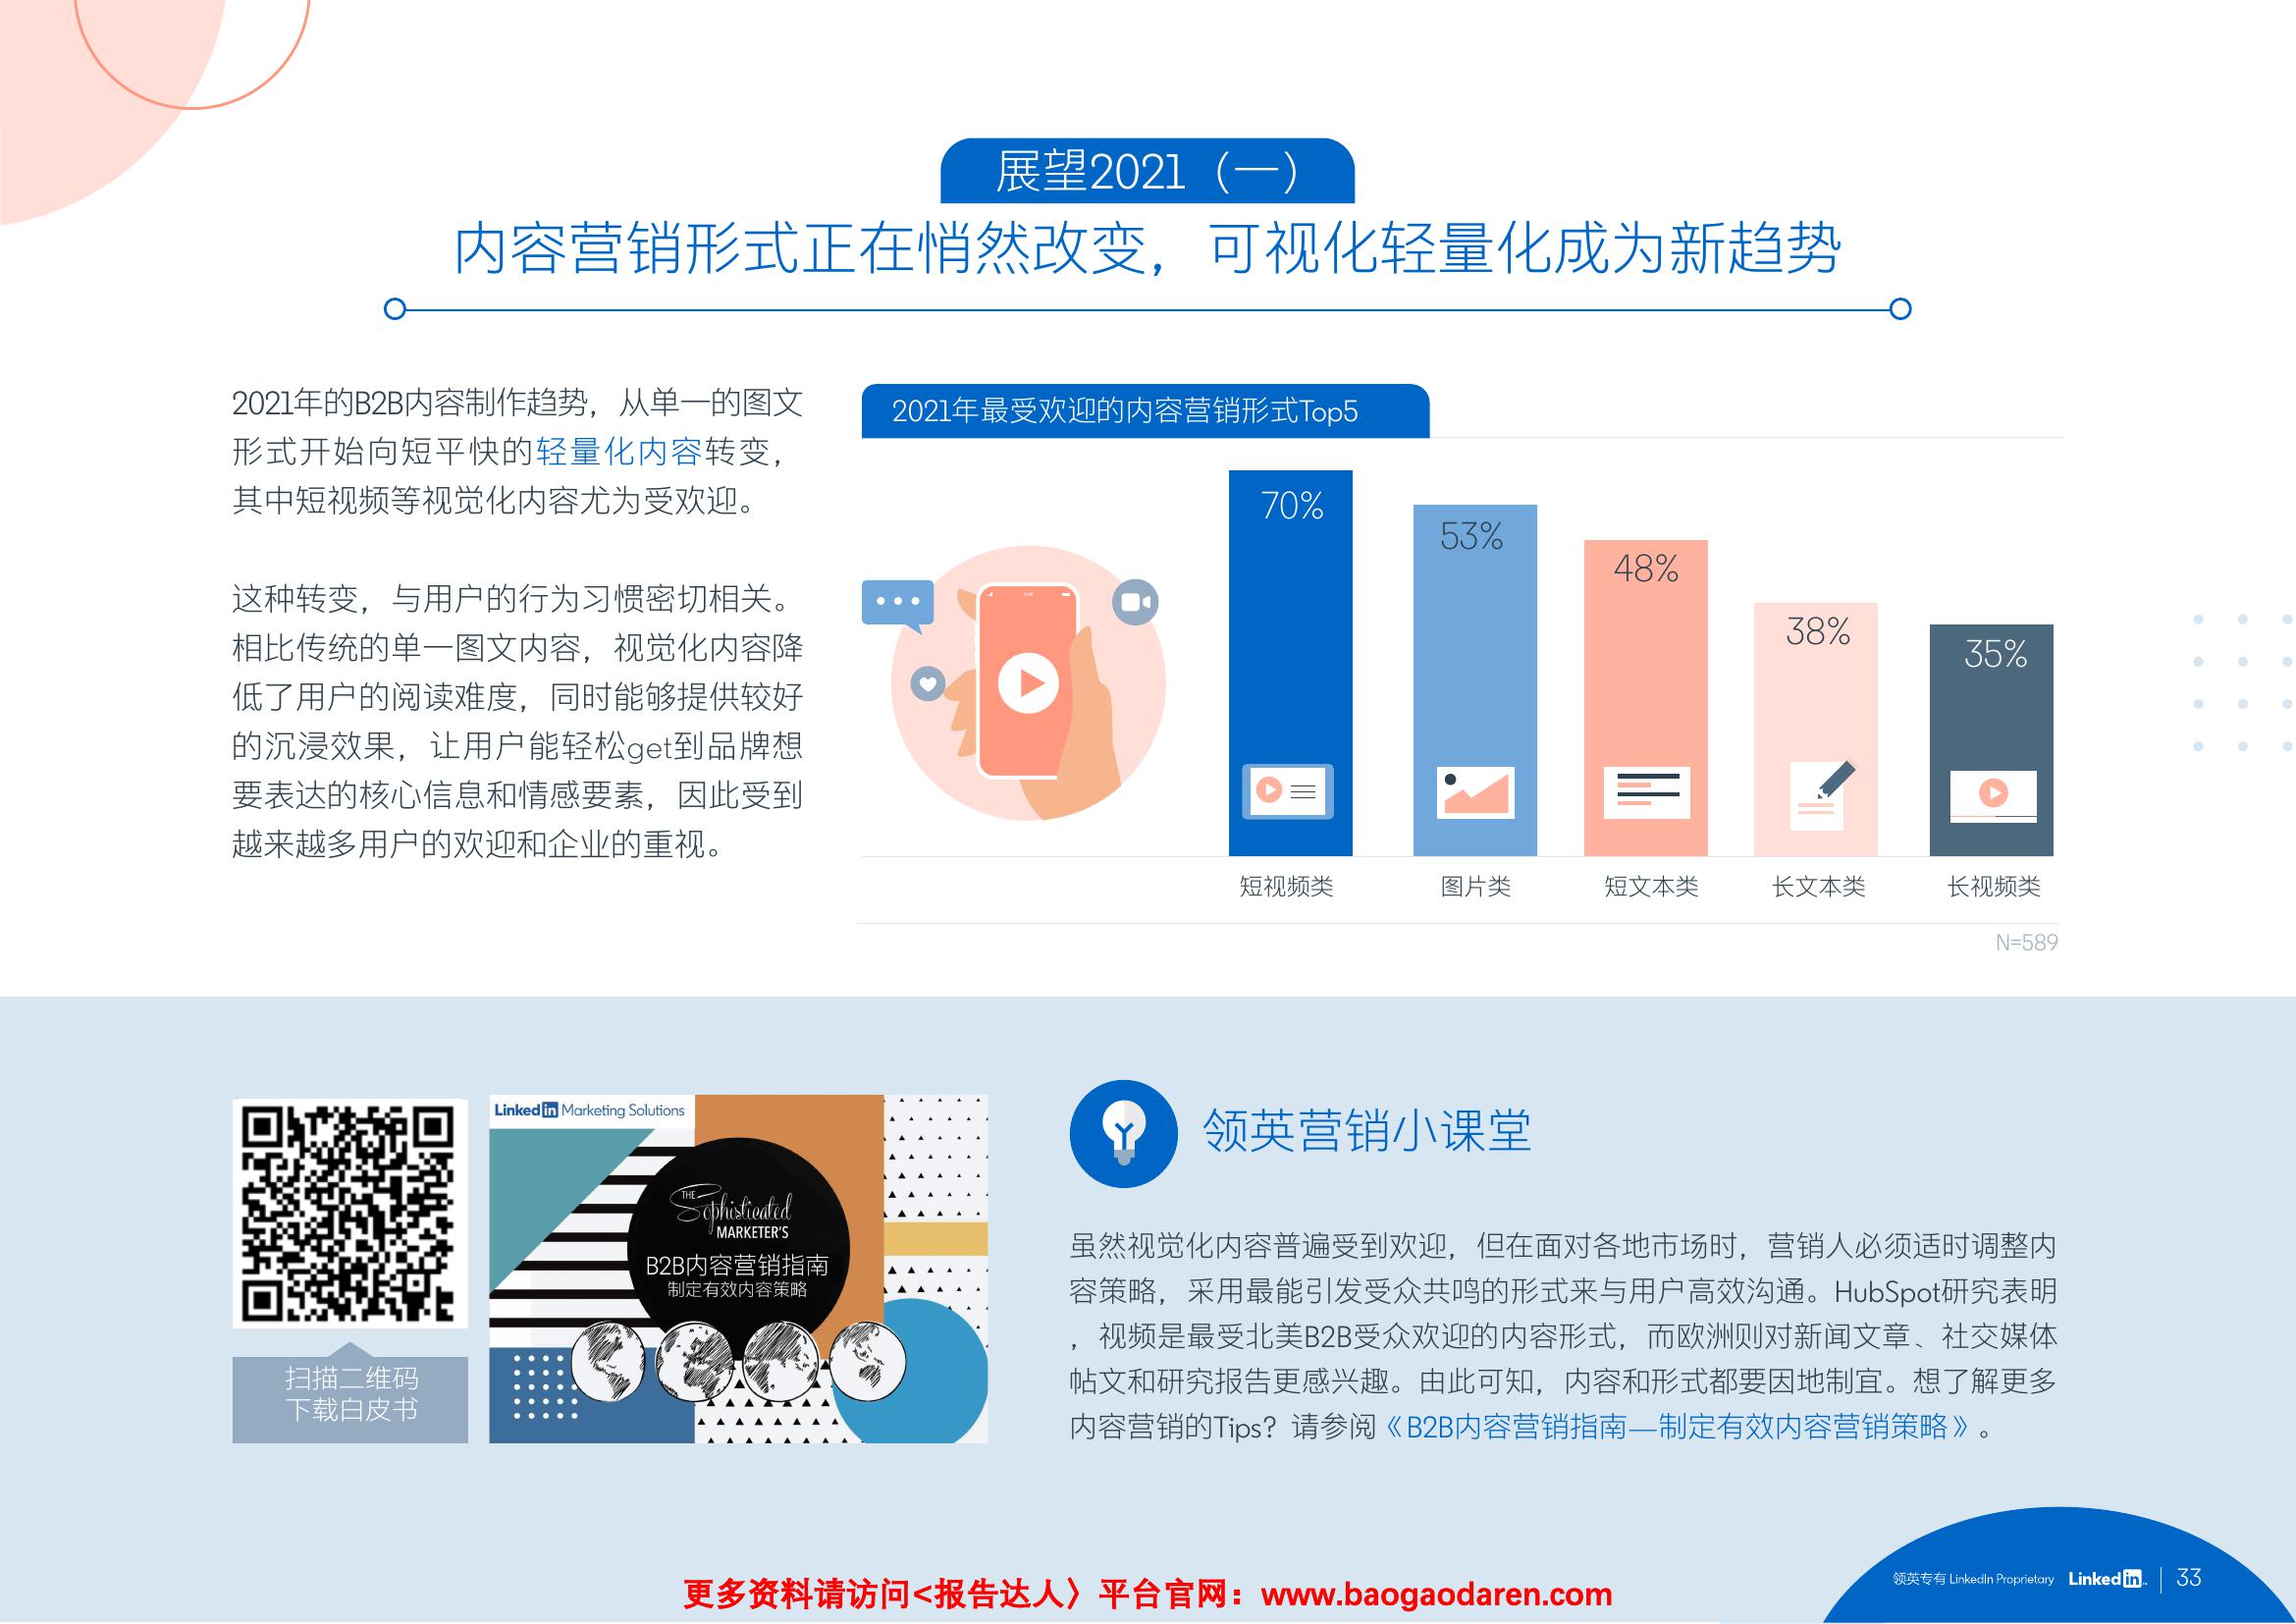 展望2021（一）
内容营销形式正在悄然改变，可视化轻量化成为新趋势
2021年的B2B内容制作趋势，从单一的图文
形式开始向短平快的轻量化内容转变，
其中短视频等视觉化内容尤为受欢迎。
这种转变，与用户的行为习惯密切相关。
相比传统的单一图文内容，视觉化内容降
低了用户的阅读难度，同时能够提供较好
的沉浸效果，让用户能轻松get到品牌想
要表达的核心信息和情感要素，因此受到
越来越多用户的欢迎和企业的重视。
2021年最受欢迎的内容营销形式Top5
70%
53%
48%
38%
35%
短视频类
图片类
短文本类
长文本类
长视频类
N=589
扫描二维码
下载白皮书
Linked in Marketing Solutions
THE
Sophisticated
MARKETER'S
B2B内容营销指南
制定有效内容策略
领英营销小课堂
虽然视觉化内容普遍受到欢迎，但在面对各地市场时，营销人必须适时调整内
容策略，采用最能引发受众共鸣的形式来与用户高效沟通。HubSpot研究表明
，视频是最受北美B2B受众欢迎的内容形式，而欧洲则对新闻文章、社交媒体
帖文和研究报告更感兴趣。由此可知，内容和形式都要因地制宜。想了解更多
内容营销的Tips？请参阅《B2B内容营销指南—制定有效内容营销策略》。
领英专有 LinkedIn Proprietary Linked in 33
更多资料请访问<报告达人〉平台官网：www.baogaodaren.com